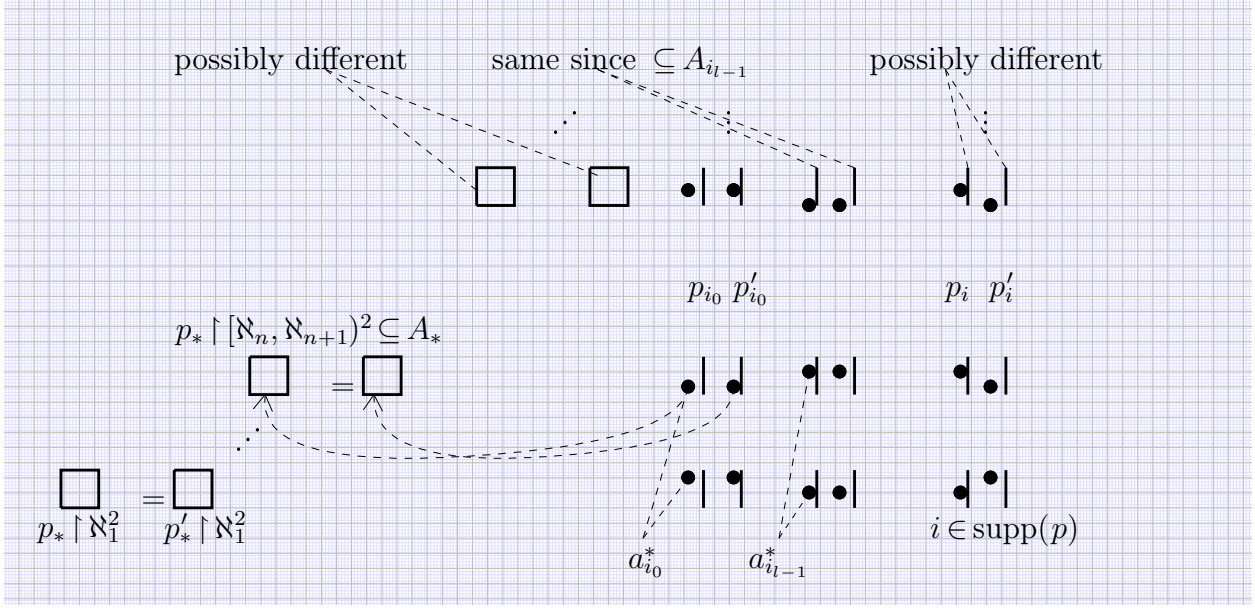 possibly different same since ⊆ A_{i_{l-1}} possibly different
p_{i_0} p'_{i_0} p_i p'_i
p_* ↾ [ℵ_n, ℵ_{n+1})^2 ⊆ A_*
=
=
p_* ↾ ℵ_1^2 p'_* ↾ ℵ_1^2 i ∈ supp(p)
a^*_{i_0} a^*_{i_{l-1}}